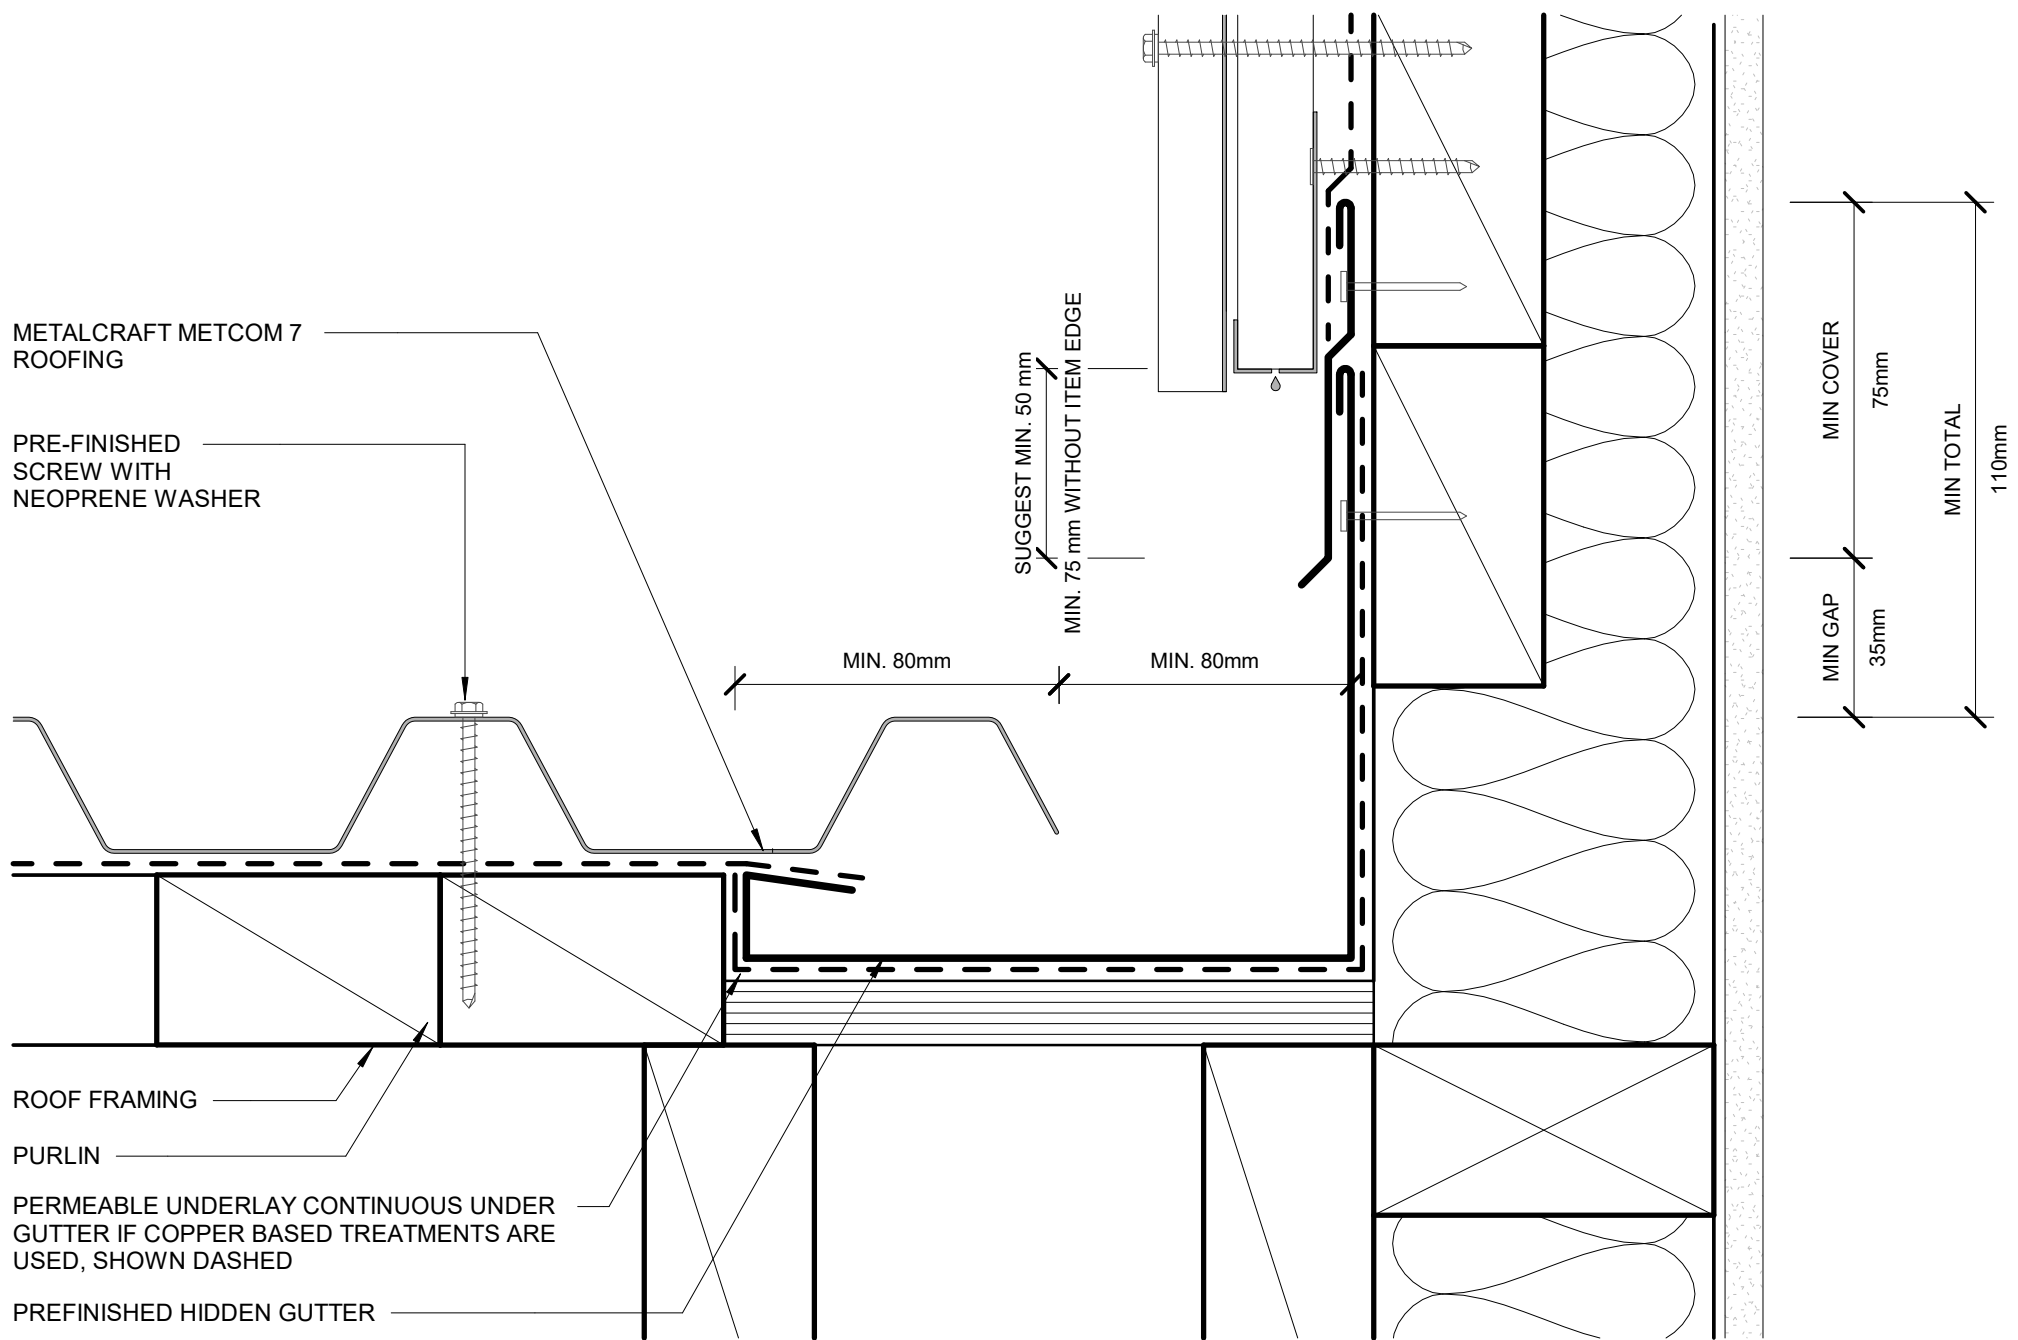 METALCRAFT METCOM 7
ROOFING
PRE-FINISHED
SCREW WITH
NEOPRENE WASHER
SUGGEST MIN. 50 mm
MIN. 75 mm WITHOUT ITEM EDGE
MIN. 80mm
MIN. 80mm
MIN COVER
75mm
MIN GAP
35mm
MIN TOTAL
110mm
ROOF FRAMING
PURLIN
PERMEABLE UNDERLAY CONTINUOUS UNDER
GUTTER IF COPPER BASED TREATMENTS ARE
USED, SHOWN DASHED
PREFINISHED HIDDEN GUTTER